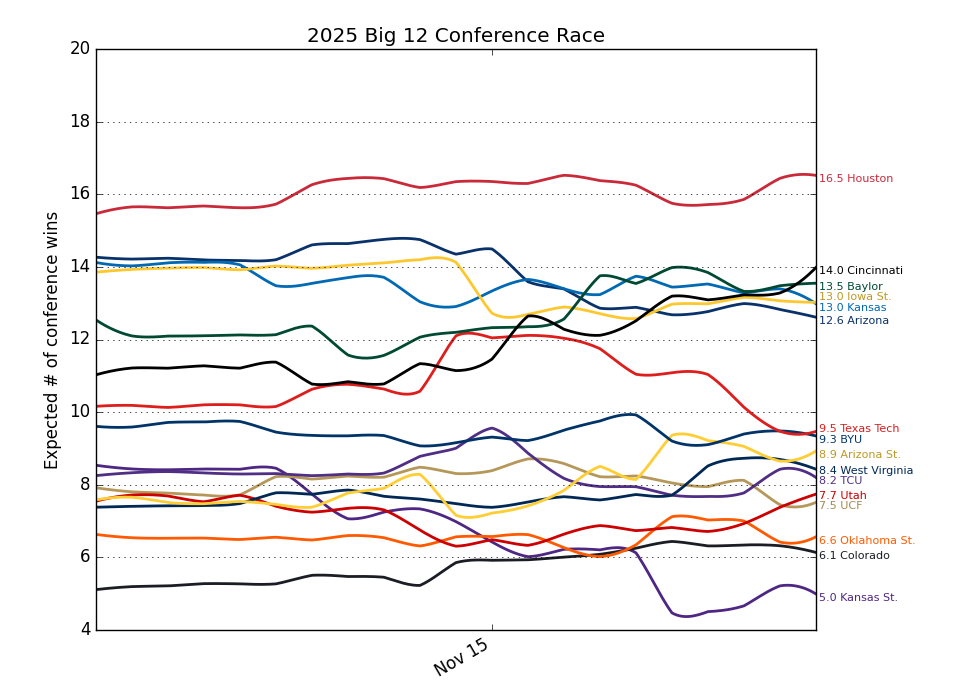 2025 Big 12 Conference Race
Expected # of conference wins
20
18
16
14
12
10
8
6
4
Nov 15
16.5 Houston
14.0 Cincinnati
13.5 Baylor
13.0 Iowa St.
13.0 Kansas
12.6 Arizona
9.5 Texas Tech
9.3 BYU
8.9 Arizona St.
8.4 West Virginia
8.2 TCU
7.7 Utah
7.5 UCF
6.6 Oklahoma St.
6.1 Colorado
5.0 Kansas St.